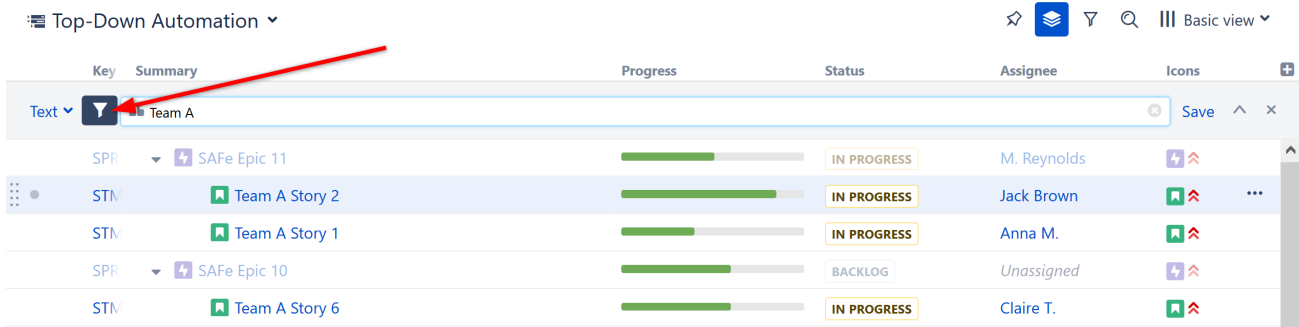 Top-Down Automation
Basic view
Key Summary Progress Status Assignee Icons
Text Team A Save
SPR SAFe Epic 11 IN PROGRESS M. Reynolds
STM Team A Story 2 IN PROGRESS Jack Brown
STM Team A Story 1 IN PROGRESS Anna M.
SPR SAFe Epic 10 BACKLOG Unassigned
STM Team A Story 6 IN PROGRESS Claire T.